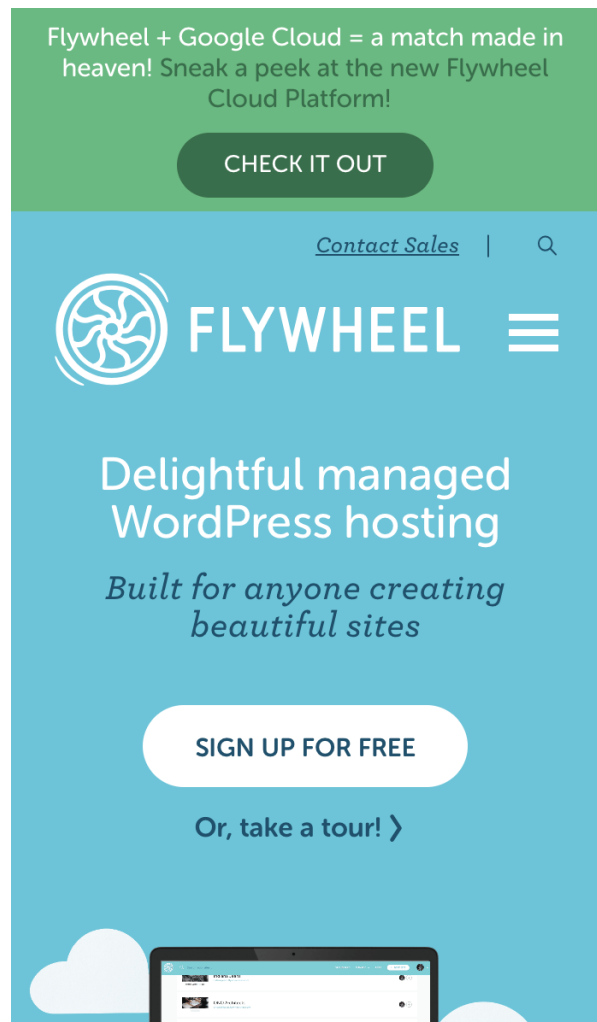 Flywheel + Google Cloud = a match made in
heaven! Sneak a peek at the new Flywheel
Cloud Platform!
CHECK IT OUT
Contact Sales |
FLYWHEEL
Delightful managed
WordPress hosting
Built for anyone creating
beautiful sites
SIGN UP FOR FREE
Or, take a tour! ❯